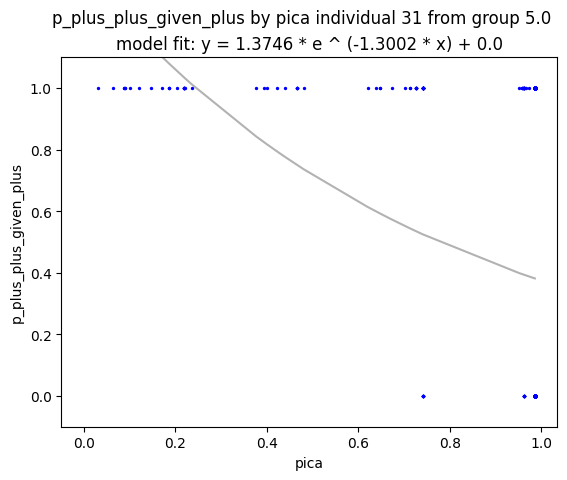 p_plus_plus_given_plus by pica individual 31 from group 5.0
model fit: y = 1.3746 * e ^ (-1.3002 * x) + 0.0
1.0
0.8
0.6
0.4
0.2
0.0
p_plus_plus_given_plus
0.0 0.2 0.4 0.6 0.8 1.0
pica